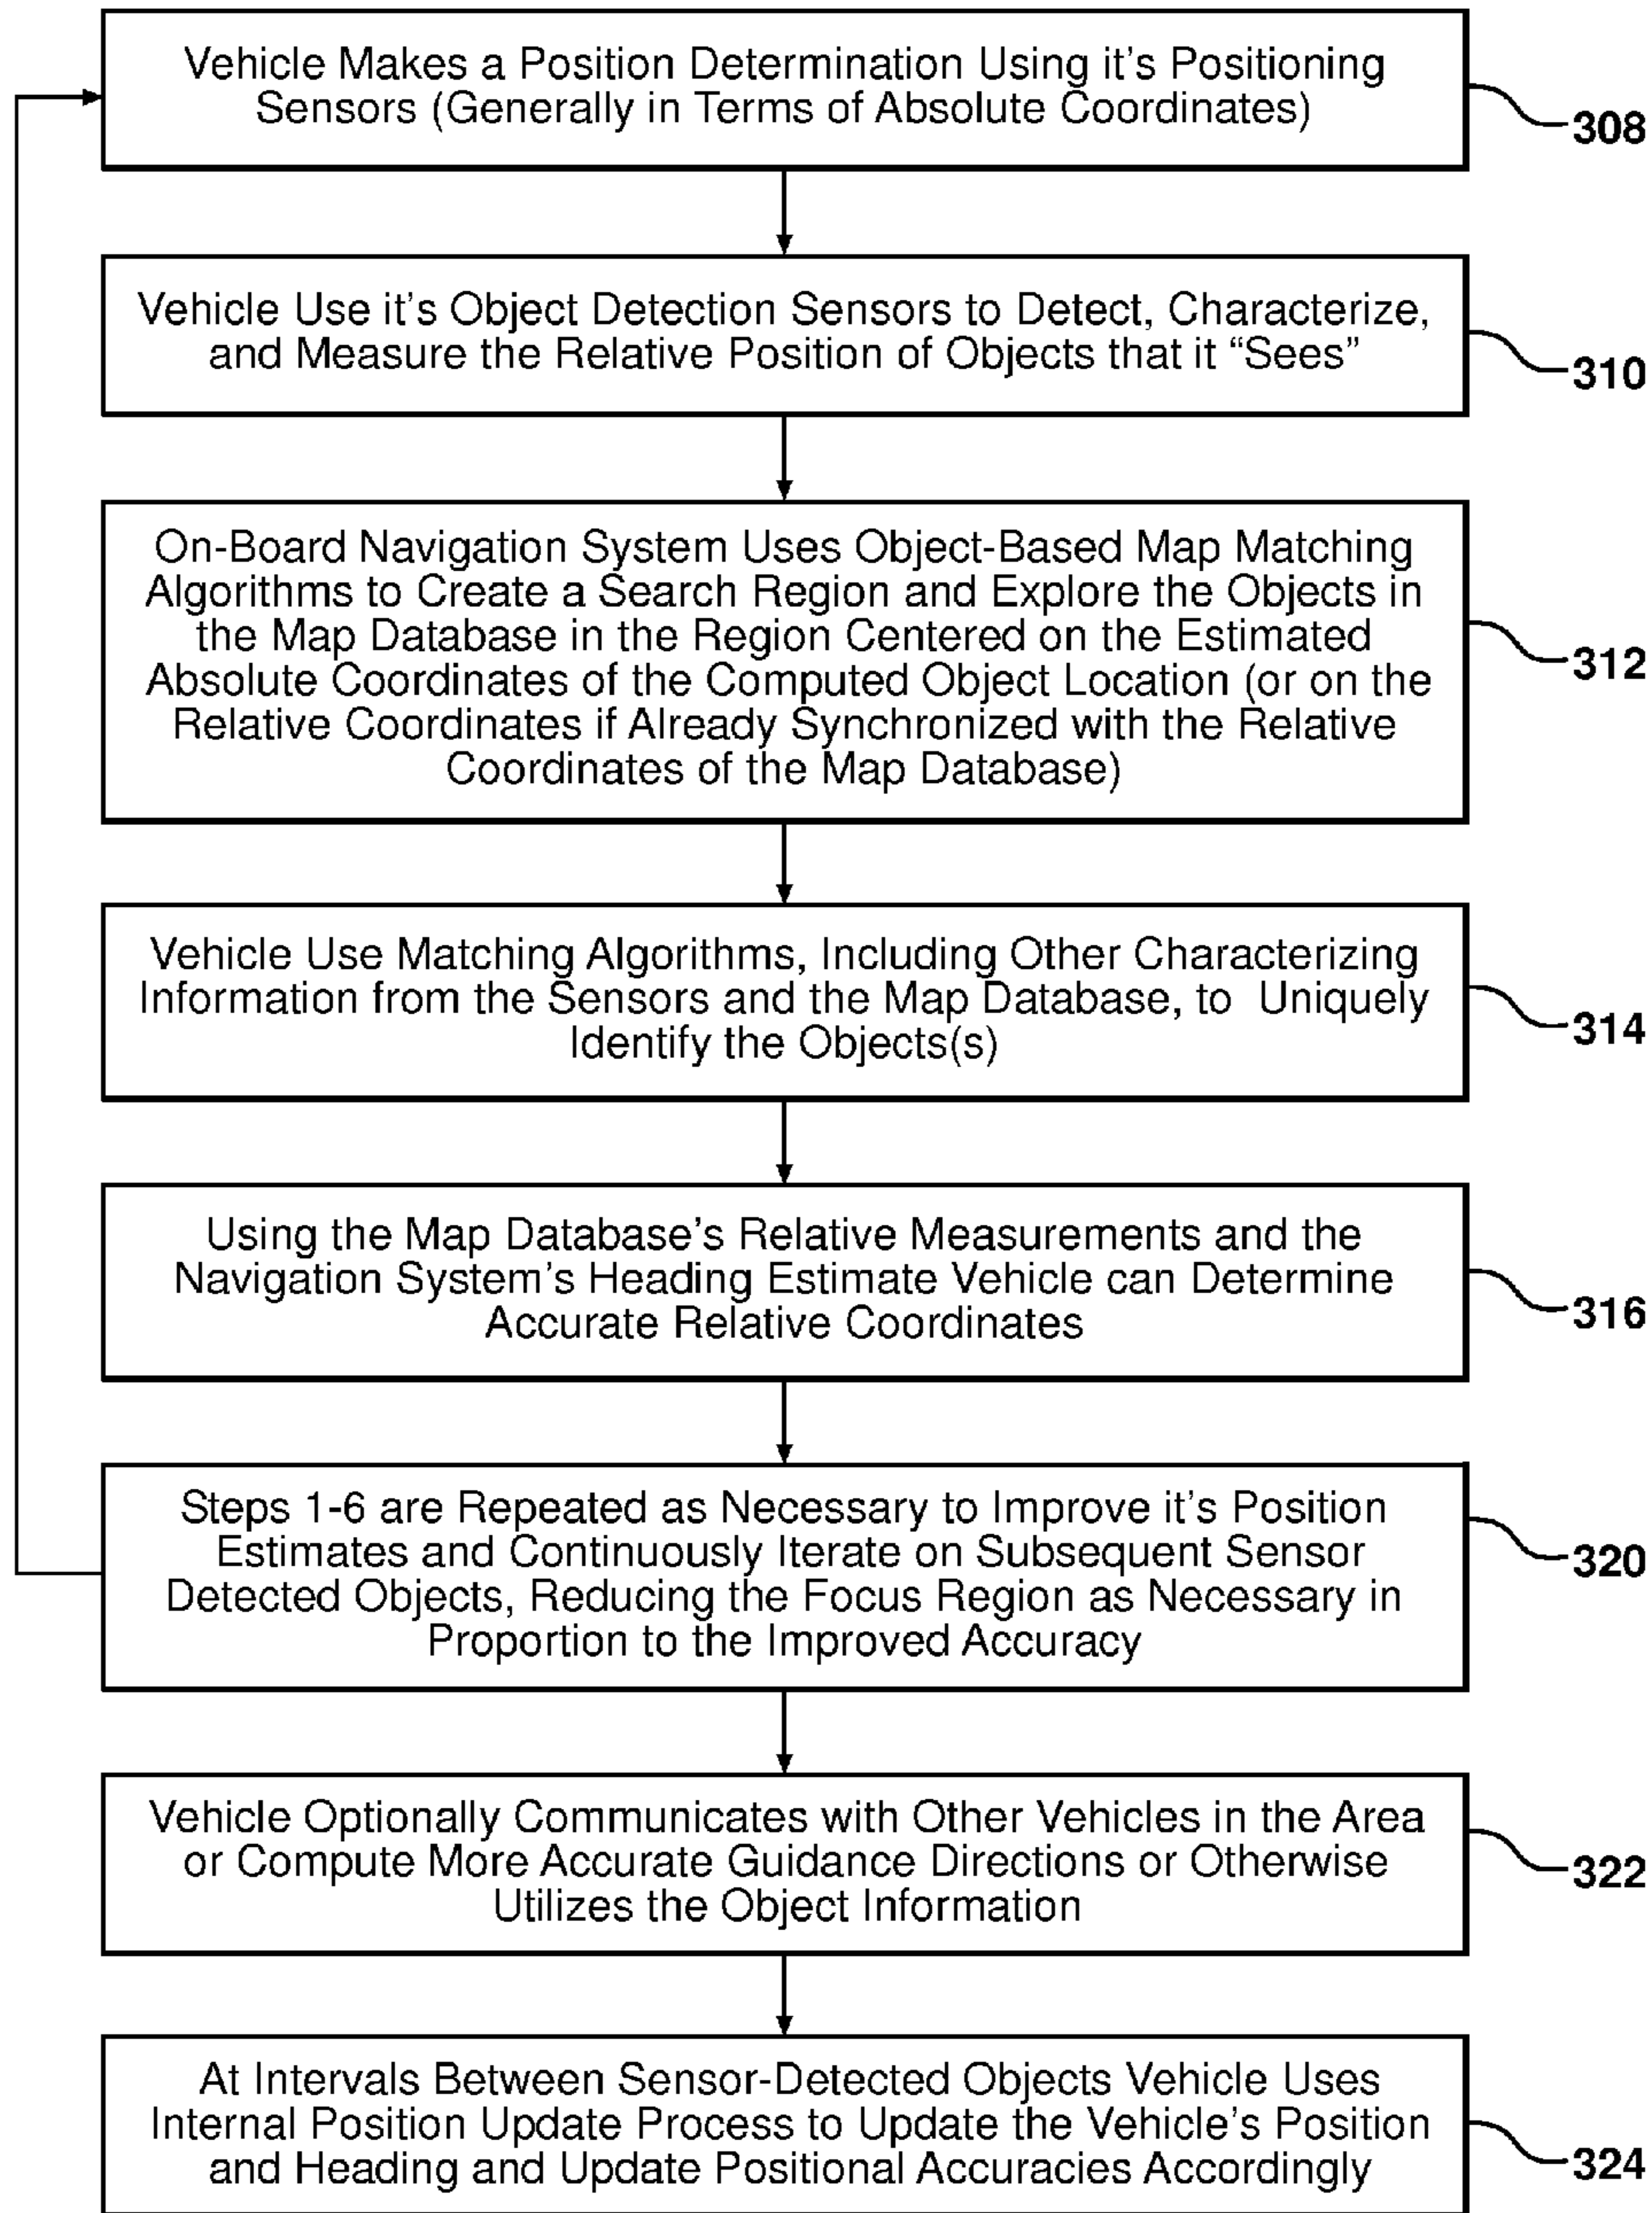 Vehicle Makes a Position Determination Using it's Positioning
Sensors (Generally in Terms of Absolute Coordinates)
308
Vehicle Use it's Object Detection Sensors to Detect, Characterize,
and Measure the Relative Position of Objects that it “Sees”
310
On-Board Navigation System Uses Object-Based Map Matching
Algorithms to Create a Search Region and Explore the Objects in
the Map Database in the Region Centered on the Estimated
Absolute Coordinates of the Computed Object Location (or on the
Relative Coordinates if Already Synchronized with the Relative
Coordinates of the Map Database)
312
Vehicle Use Matching Algorithms, Including Other Characterizing
Information from the Sensors and the Map Database, to Uniquely
Identify the Objects(s)
314
Using the Map Database's Relative Measurements and the
Navigation System's Heading Estimate Vehicle can Determine
Accurate Relative Coordinates
316
Steps 1-6 are Repeated as Necessary to Improve it's Position
Estimates and Continuously Iterate on Subsequent Sensor
Detected Objects, Reducing the Focus Region as Necessary in
Proportion to the Improved Accuracy
320
Vehicle Optionally Communicates with Other Vehicles in the Area
or Compute More Accurate Guidance Directions or Otherwise
Utilizes the Object Information
322
At Intervals Between Sensor-Detected Objects Vehicle Uses
Internal Position Update Process to Update the Vehicle's Position
and Heading and Update Positional Accuracies Accordingly
324